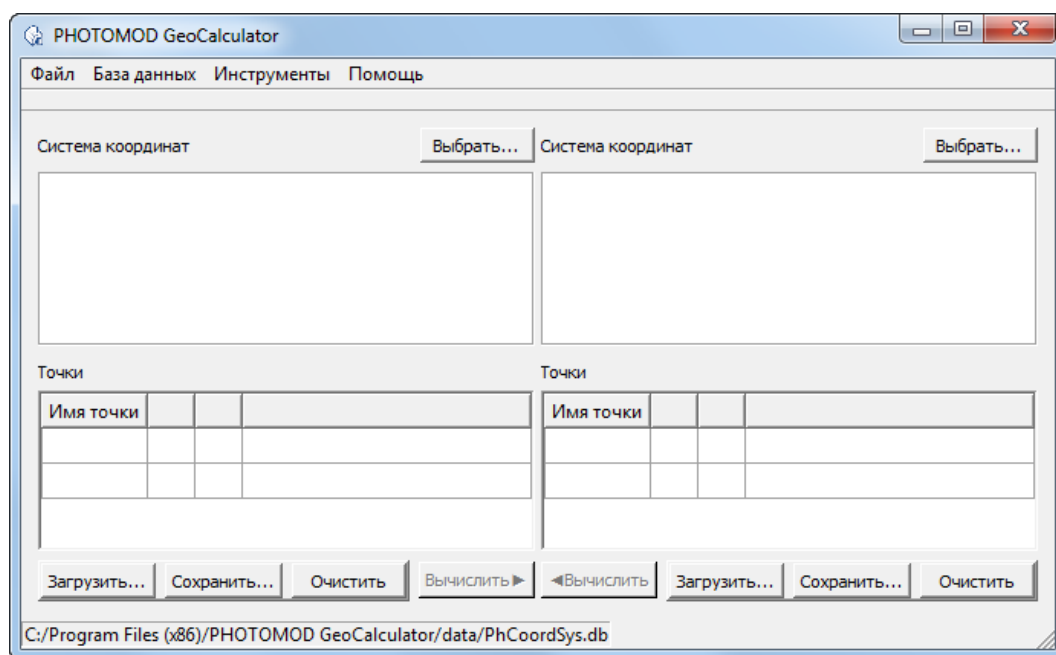 PHOTOMOD GeoCalculator
Файл База данных Инструменты Помощь
Система координат Выбрать... Система координат Выбрать...
Точки Точки
Имя точки Имя точки
Загрузить... Сохранить... Очистить Вычислить► ◄Вычислить Загрузить... Сохранить... Очистить
C:/Program Files (x86)/PHOTOMOD GeoCalculator/data/PhCoordSys.db